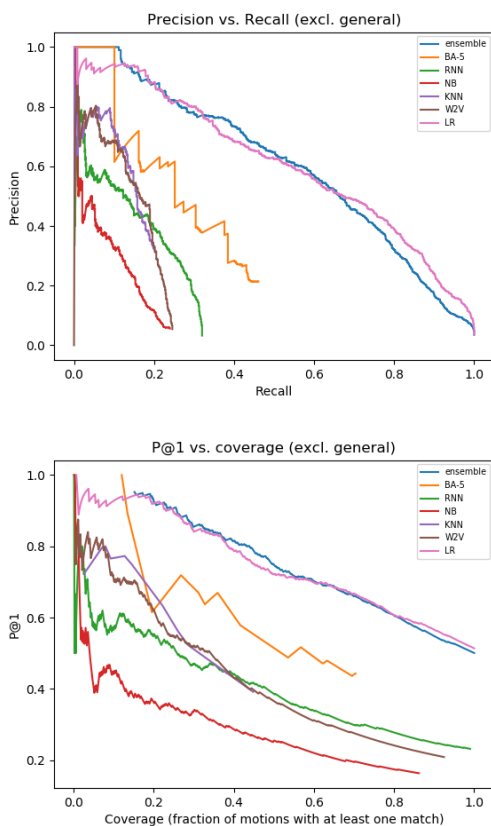 Precision vs. Recall (excl. general)
1.0
0.8
0.6
0.4
0.2
0.0
Precision
ensemble
BA-5
RNN
NB
KNN
W2V
LR
0.0 0.2 0.4 0.6 0.8 1.0
Recall
P@1 vs. coverage (excl. general)
1.0
0.8
0.6
0.4
0.2
P@1
ensemble
BA-5
RNN
NB
KNN
W2V
LR
0.0 0.2 0.4 0.6 0.8 1.0
Coverage (fraction of motions with at least one match)